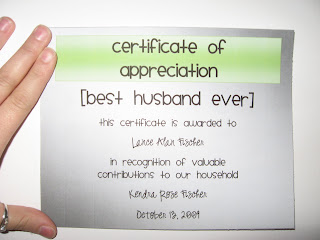 certificate of
appreciation
[best husband ever]
this certificate is awarded to
Lance Alan Fischer
in recognition of valuable
contributions to our household
Kendra Rose Fischer
October 13, 2009